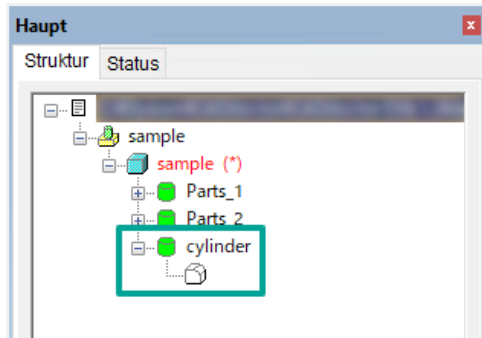 Haupt
Struktur Status
sample
sample (*)
Parts_1
Parts_2
cylinder